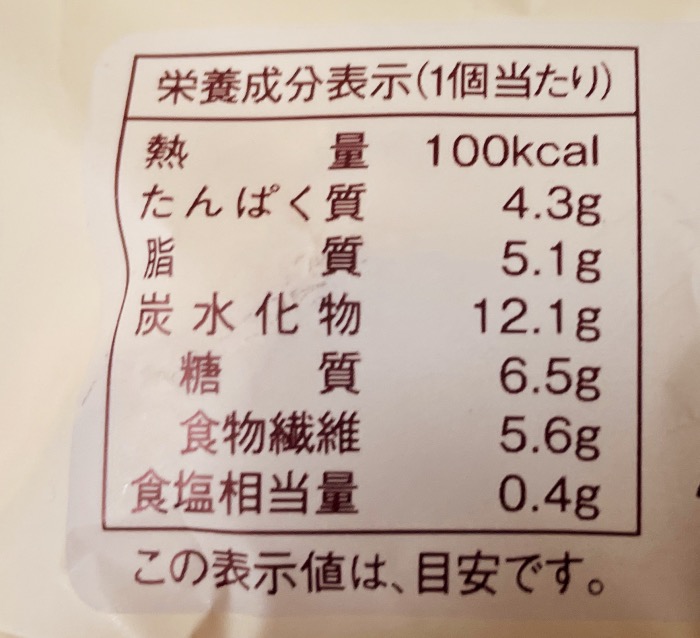 栄養成分表示(1個当たり)
熱量 100kcal
たんぱく質 4.3g
脂質 5.1g
炭水化物 12.1g
糖質 6.5g
食物繊維 5.6g
食塩相当量 0.4g
この表示値は、目安です。